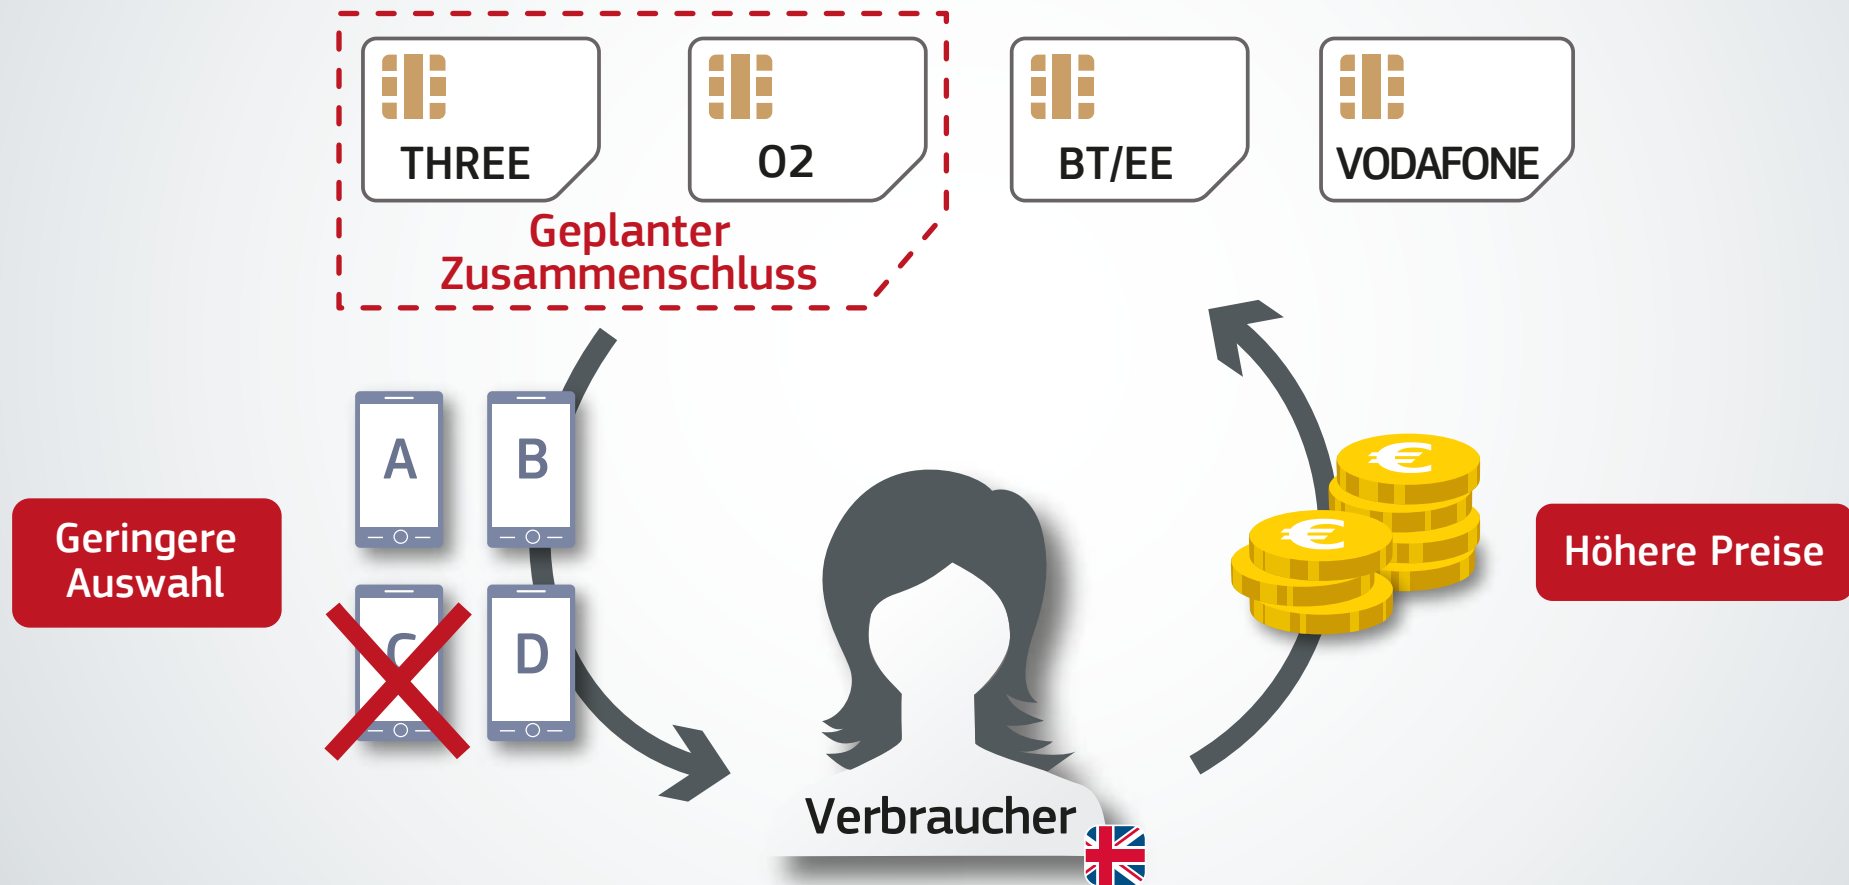 THREE
O2
BT/EE
VODAFONE
Geplanter
Zusammenschluss
A
B
C
D
Geringere
Auswahl
€
€
Höhere Preise
Verbraucher